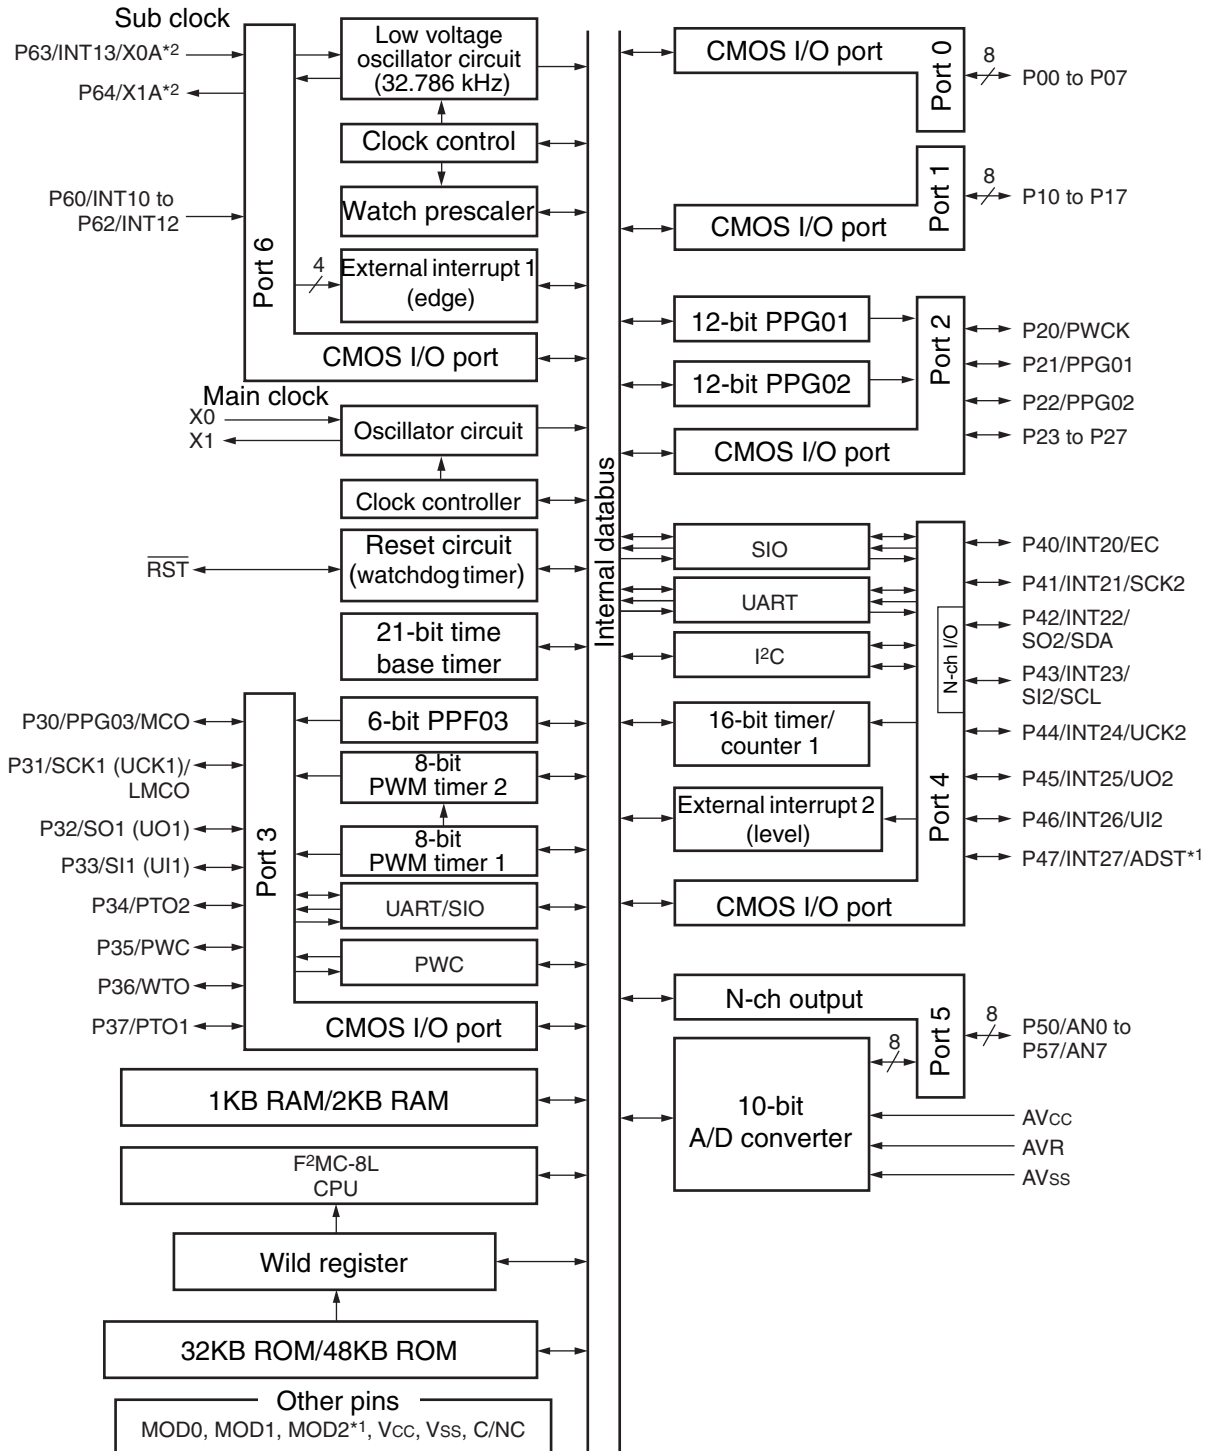 Sub clock
P63/INT13/X0A*2
P64/X1A*2
P60/INT10 to
P62/INT12
Port 6
Low voltage
oscillator circuit
(32.786 kHz)
Clock control
Watch prescaler
4
External interrupt 1
(edge)
CMOS I/O port
Main clock
X0
X1
Oscillator circuit
Clock controller
RST
Reset circuit
(watchdog timer)
21-bit time
base timer
P30/PPG03/MCO
P31/SCK1 (UCK1)/
LMCO
P32/SO1 (UO1)
P33/SI1 (UI1)
P34/PTO2
P35/PWC
P36/WTO
P37/PTO1
Port 3
6-bit PPF03
8-bit
PWM timer 2
8-bit
PWM timer 1
UART/SIO
PWC
CMOS I/O port
1KB RAM/2KB RAM
F²MC-8L
CPU
Wild register
32KB ROM/48KB ROM
Other pins
MOD0, MOD1, MOD2*1, VCC, VSS, C/NC
Internal databus
CMOS I/O port
Port 0
8
P00 to P07
CMOS I/O port
Port 1
8
P10 to P17
12-bit PPG01
12-bit PPG02
CMOS I/O port
Port 2
P20/PWCK
P21/PPG01
P22/PPG02
P23 to P27
SIO
UART
I²C
16-bit timer/
counter 1
External interrupt 2
(level)
CMOS I/O port
N-ch I/O
Port 4
P40/INT20/EC
P41/INT21/SCK2
P42/INT22/
SO2/SDA
P43/INT23/
SI2/SCL
P44/INT24/UCK2
P45/INT25/UO2
P46/INT26/UI2
P47/INT27/ADST*1
N-ch output
Port 5
8
8
P50/AN0 to
P57/AN7
10-bit
A/D converter
AVCC
AVR
AVSS